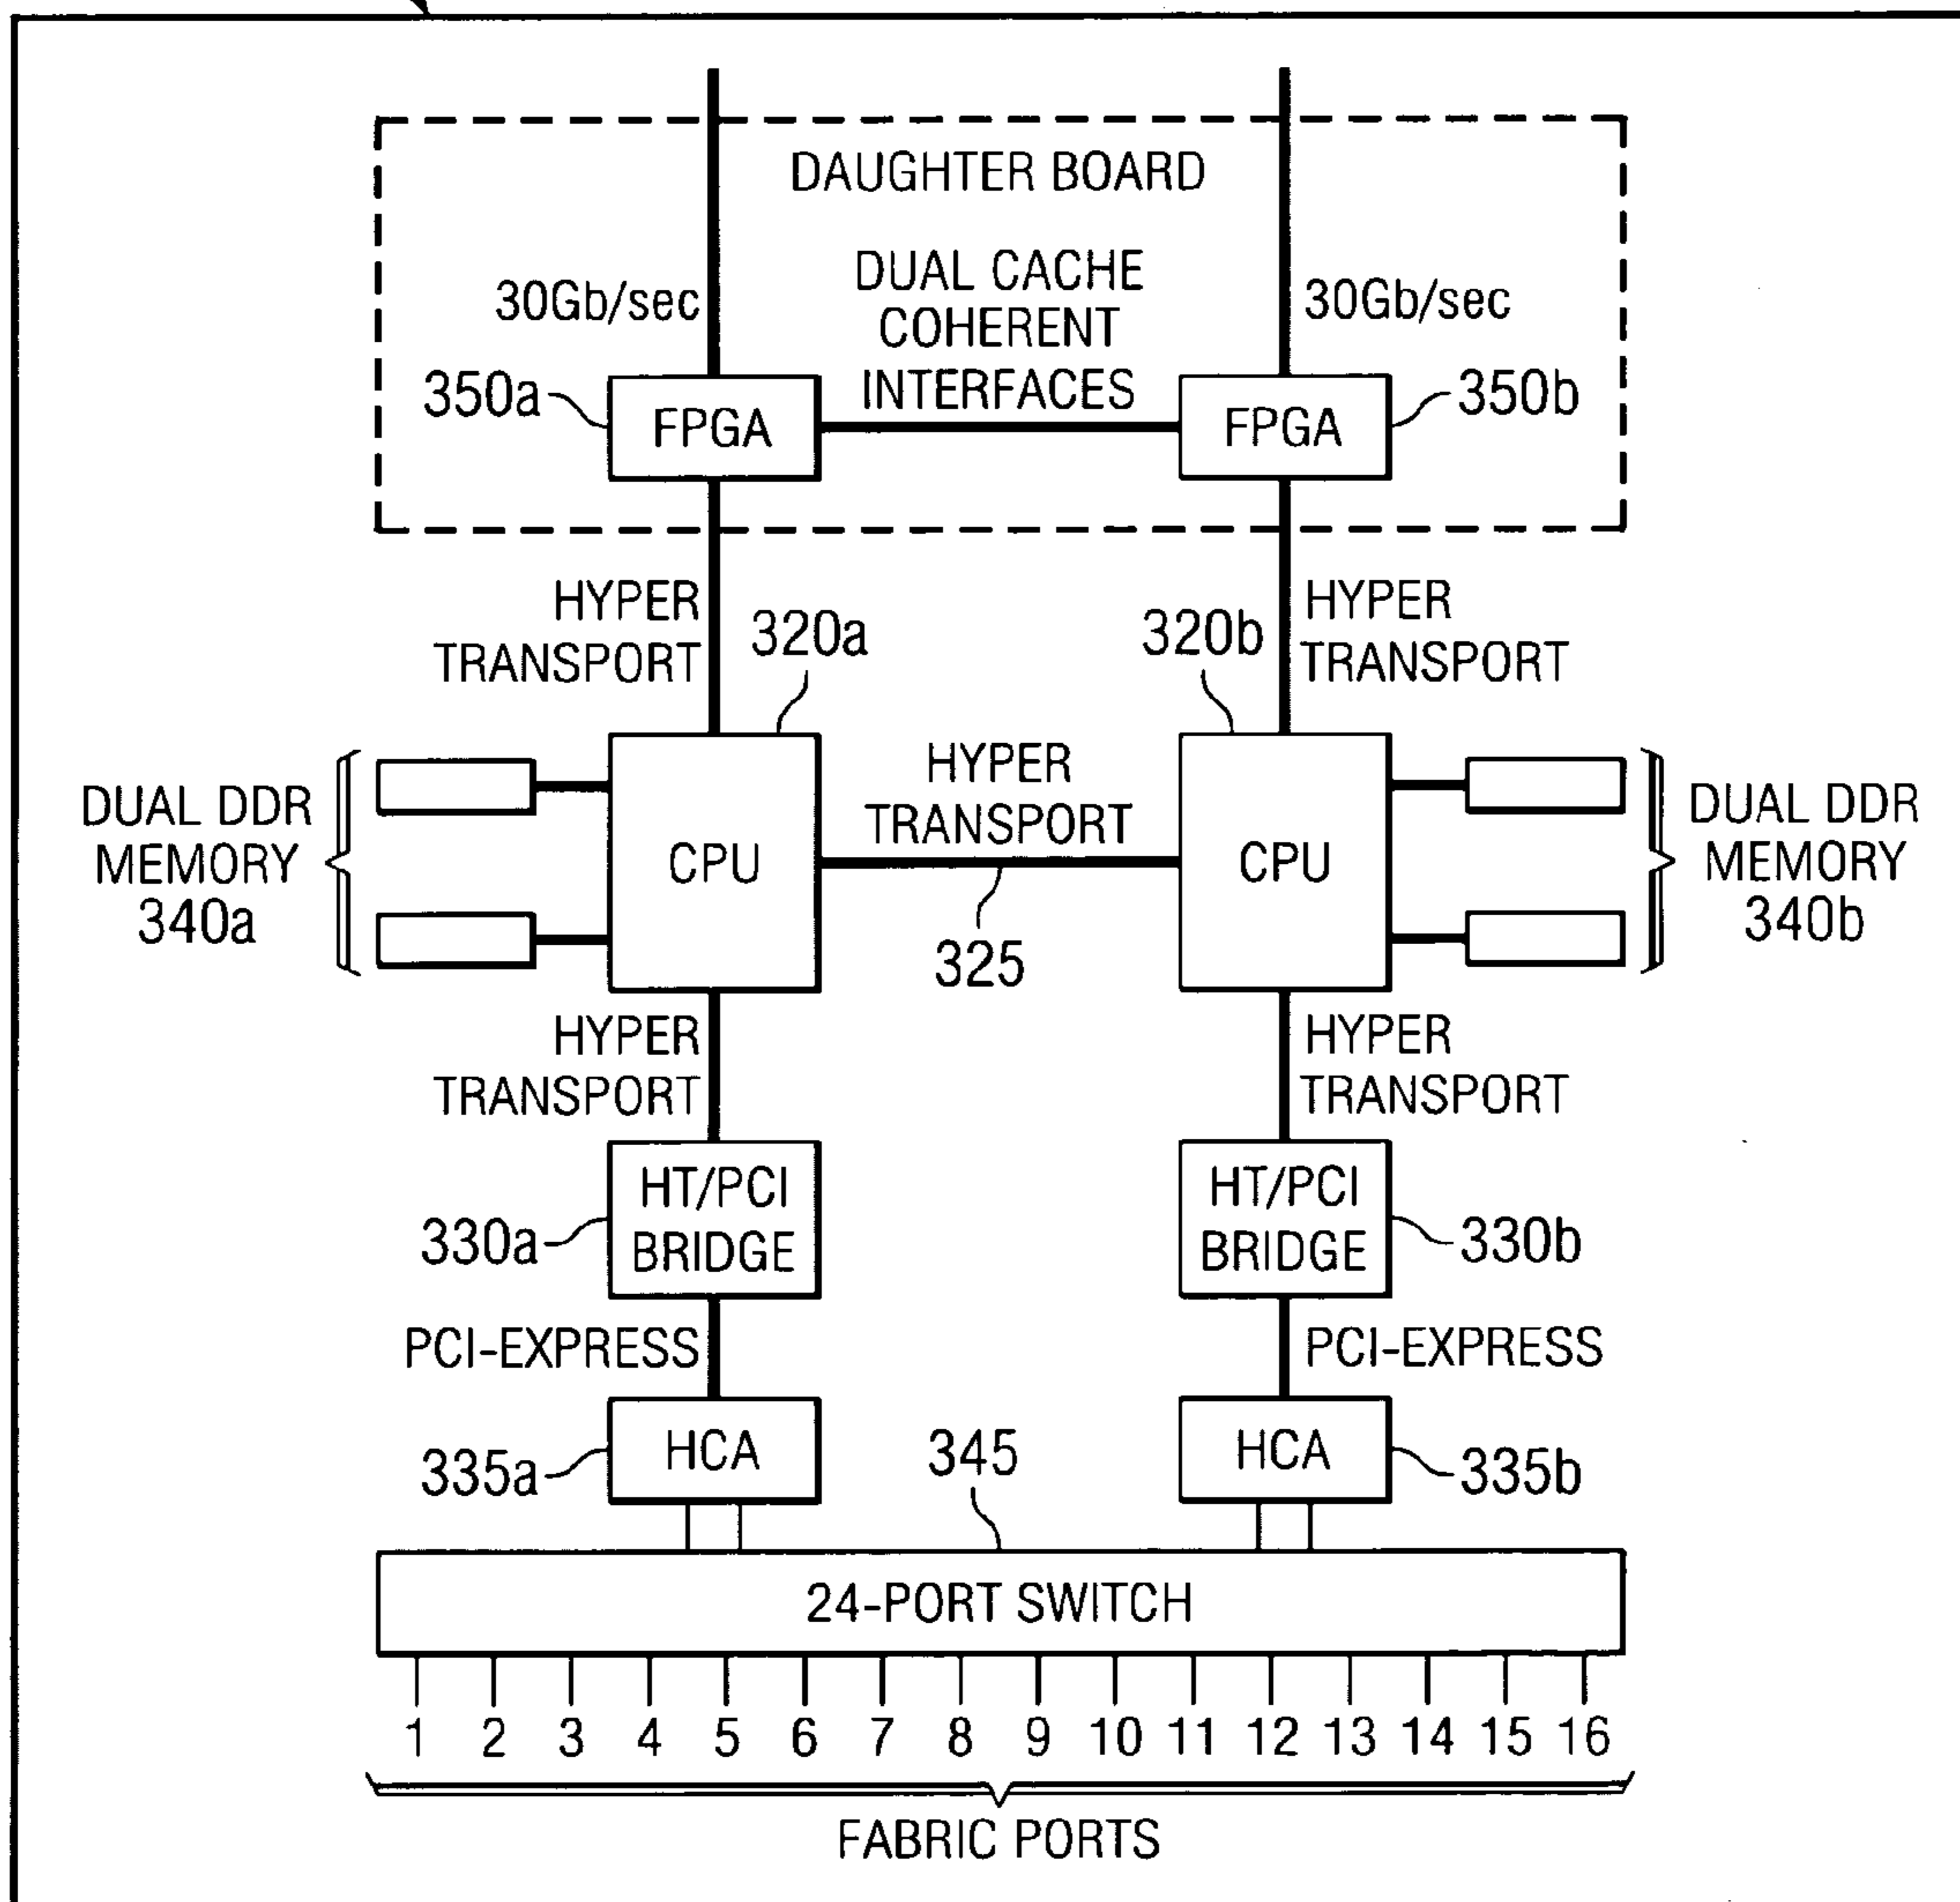 DAUGHTER BOARD
DUAL CACHE
COHERENT
INTERFACES
30Gb/sec
30Gb/sec
350a
FPGA
FPGA
350b
HYPER
TRANSPORT
320a
320b
HYPER
TRANSPORT
DUAL DDR
MEMORY
340a
CPU
HYPER
TRANSPORT
325
CPU
DUAL DDR
MEMORY
340b
HYPER
TRANSPORT
HYPER
TRANSPORT
330a
HT/PCI
BRIDGE
HT/PCI
BRIDGE
330b
PCI-EXPRESS
PCI-EXPRESS
335a
HCA
345
HCA
335b
24-PORT SWITCH
1 2 3 4 5 6 7 8 9 10 11 12 13 14 15 16
FABRIC PORTS